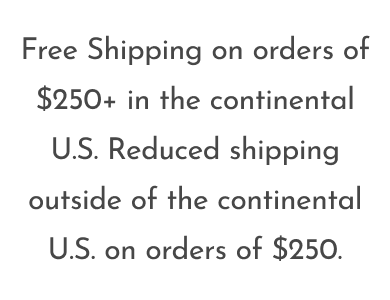 Free Shipping on orders of
$250+ in the continental
U.S. Reduced shipping
outside of the continental
U.S. on orders of $250.